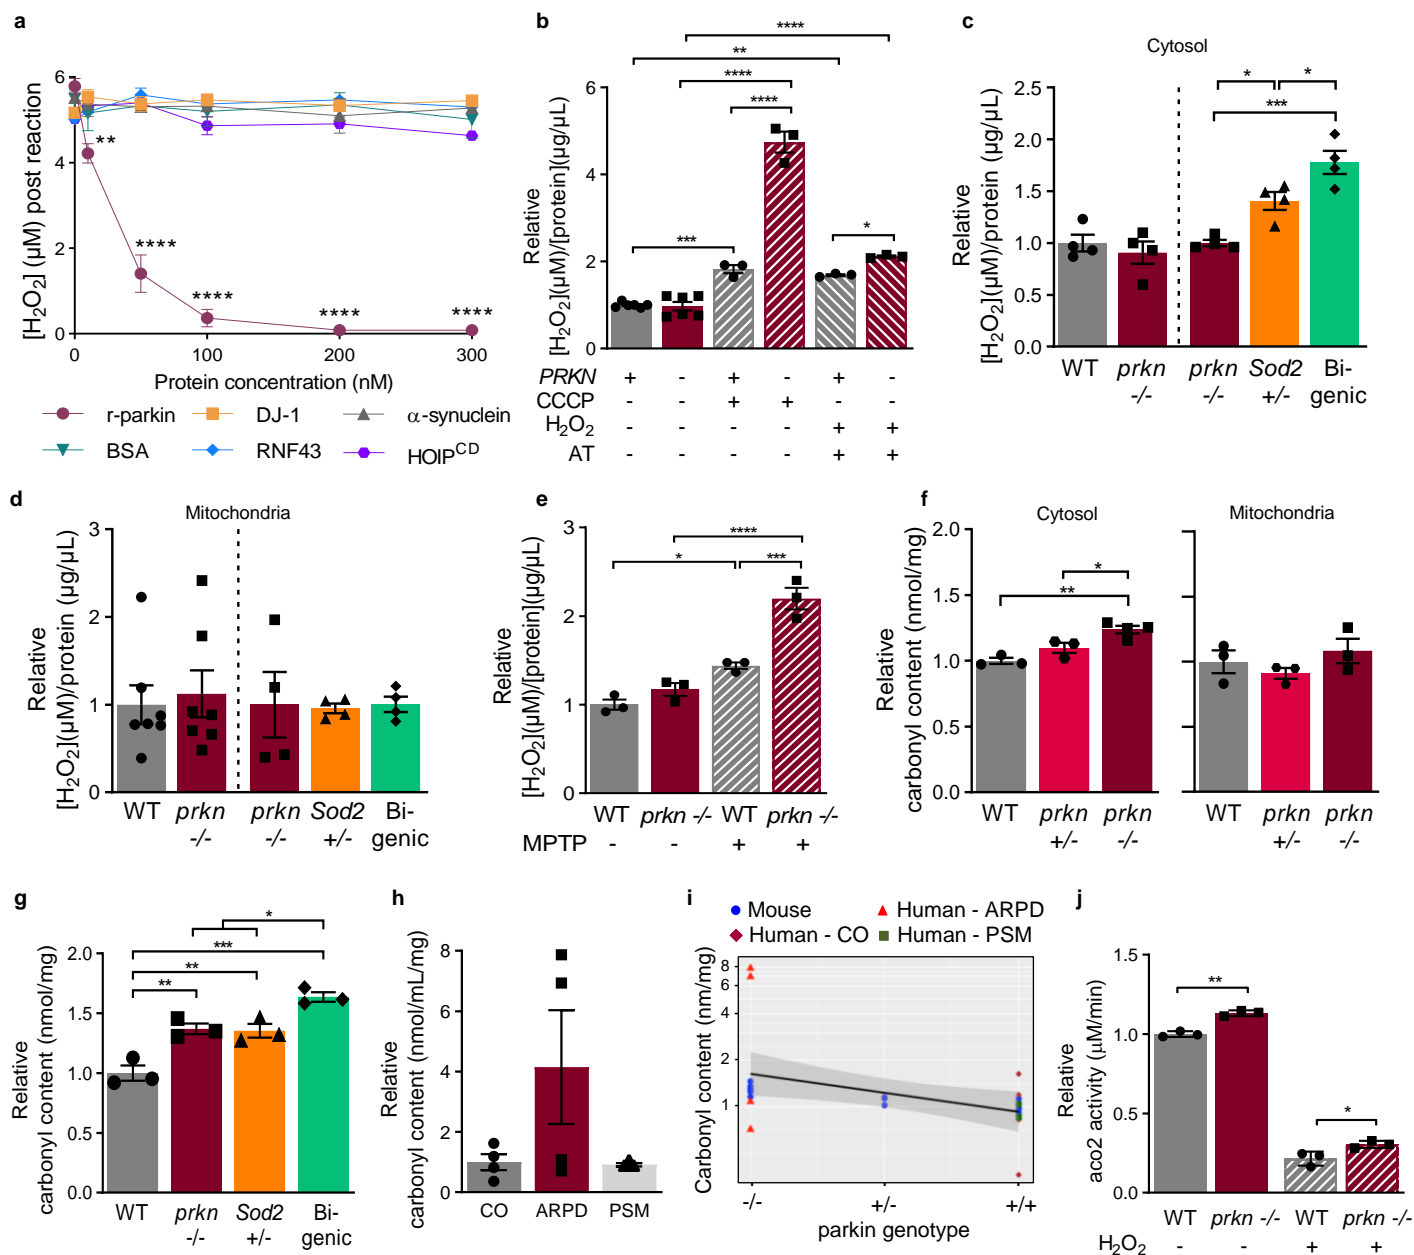 a
[H₂O₂] (µM) post reaction
6
4
2
0
**
****
****
****
****
0
100
200
300
Protein concentration (nM)
r-parkin
DJ-1
α-synuclein
BSA
RNF43
HOIP^CD
b
Relative
[H₂O₂](µM)/[protein](µg/µL)
6
4
2
0
****
**
****
****
***
*
PRKN + - + - + -
CCCP - - + + - -
H₂O₂ - - - - + +
AT - - - - + +
c
Cytosol
Relative
[H₂O₂](µM)/protein (µg/µL)
2.5
2.0
1.5
1.0
0.5
0.0
* *
***
WT prkn prkn Sod2 Bi-
-/- -/- +/- genic
d
Mitochondria
Relative
[H₂O₂](µM)/protein (µg/µL)
3
2
1
0
WT prkn prkn Sod2 Bi-
-/- -/- +/- genic
e
Relative
[H₂O₂](µM)/[protein](µg/µL)
3
2
1
0
****
* ***
WT prkn -/- WT prkn -/-
MPTP - - + +
f
Cytosol
Mitochondria
Relative
carbonyl content (nmol/mg)
2.0
1.5
1.0
0.5
0.0
*
**
WT prkn prkn
+/- -/-
WT prkn prkn
+/- -/-
g
Relative
carbonyl content (nmol/mg)
2.0
1.5
1.0
0.5
0.0
*
***
**
**
WT prkn Sod2 Bi-
-/- +/- genic
h
Relative
carbonyl content (nmol/mL/mg)
8
6
4
2
0
CO ARPD PSM
i
Mouse
Human - ARPD
Human - CO
Human - PSM
Carbonyl content (nm/mg)
8
6
4
2
1
-/- +/- +/+
parkin genotype
j
Relative
aco2 activity (µM/min)
1.5
1.0
0.5
0.0
**
*
WT prkn -/- WT prkn -/-
H₂O₂ - - + +